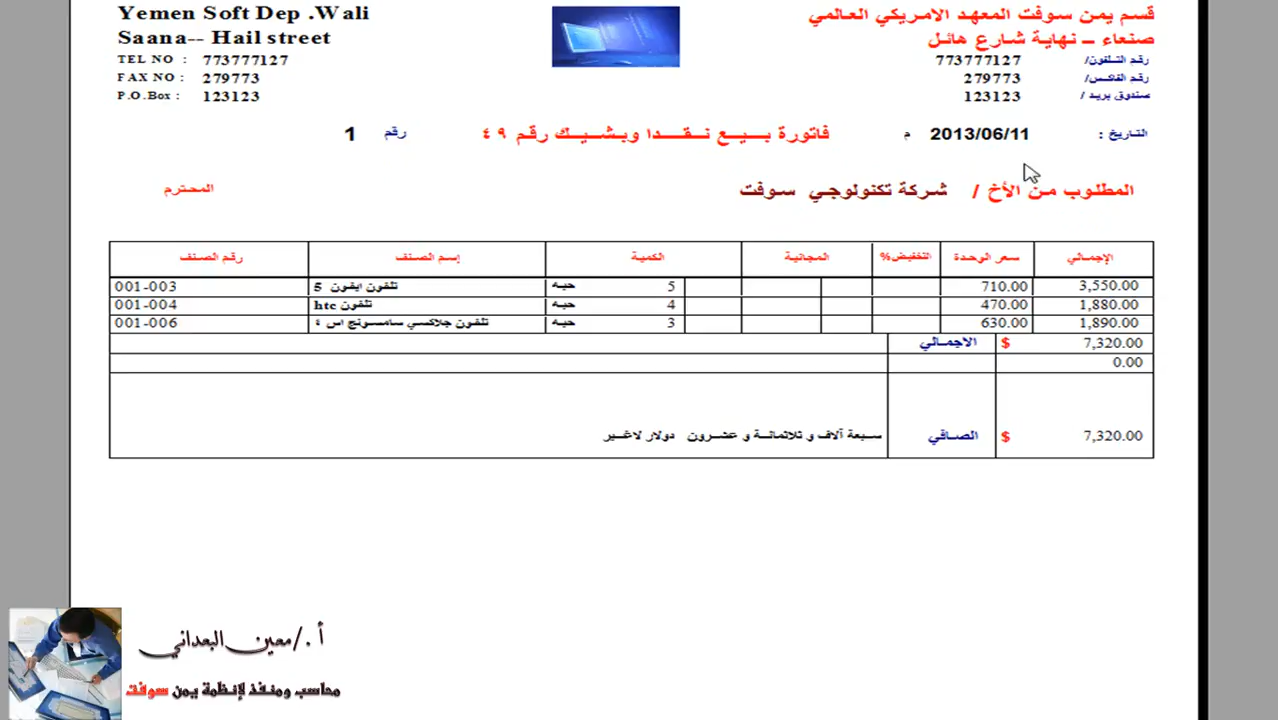 Yemen Soft Dep .Wali
Saana-- Hail street
TEL NO : 773777127
FAX NO : 279773
P.O.Box : 123123
قسم يمن سوفت المعهد الامريكي العالمي
صنعاء – نهاية شارع هائل
رقم التلفون/ 773777127
رقم الفاكس/ 279773
صندوق بريد / 123123
التاريخ : 2013/06/11 م فاتورة بيع نقدا وبشيك رقم ٤٩ رقم 1
المطلوب من الأخ / شركة تكنولوجي سوفت المحترم
الإجمالي سعر الوحدة التخفيض% المجانية الكمية إسم الصنف رقم الصنف
3,550.00 710.00 5 حبه تلفون ايفون 5 001-003
1,880.00 470.00 4 حبه تلفون htc 001-004
1,890.00 630.00 3 حبه تلفون جلاكسي سامسونج اس ٤ 001-006
7,320.00 $ الاجمالي
0.00
7,320.00 $ الصافي سبعة آلاف و ثلاثمائة و عشرون دولار لاغير
أ ./معين البعداني
محاسب ومنفذ لإنظمة يمن سوفت